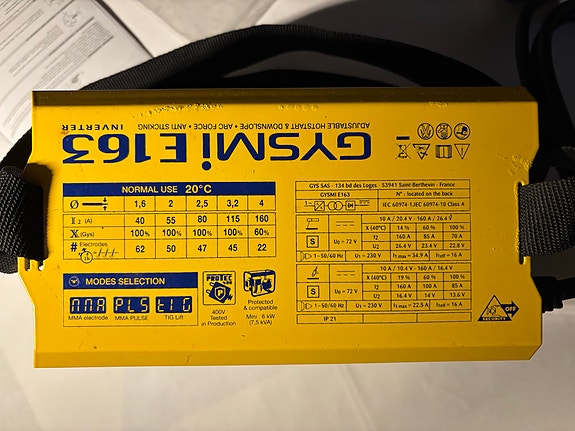 GYSMi E163
INVERTER
ADJUSTABLE HOTSTART & DOWNSLOPE • ARC FORCE • ANTI STICKING
NORMAL USE 20°C
Ø 1,6 2 2,5 3,2 4
I2 (A) 40 55 80 115 160
X (Gys) 100% 100% 100% 100% 60%
# Electrodes 62 50 47 45 22
MODES SELECTION
MMA PLS tIG
MMA electrode MMA PULSE TIG Lift
PROTEC 400
400V
Tested
in Production
Protected
& compatible
Mini : 6 kW
(7,5 kVA)
GYS SAS - 134 bd des Loges - 53941 Saint-Berthevin - France
GYSMI E163 N° : located on the back
IEC 60974-1,IEC 60974-10 Class A
10 A / 20.4 V - 160 A / 26.4 V
X (40°C) 14 % 60 % 100 %
S U0 = 72 V I2 160 A 85 A 70 A
U2 26.4 V 23.4 V 22.8 V
1~50/60 Hz U1 = 230 V I1 max = 34.9 A I1eff = 16 A
10 A / 10.4 V - 160 A / 16.4 V
X (40°C) 19 % 60 % 100 %
S U0 = 72 V I2 160 A 85 A
U2 16.4 V 14 V 13.6 V
1~50/60 Hz U1 = 230 V I1 max = 22.5 A I1eff =
IP 21
OFF
SECURITY